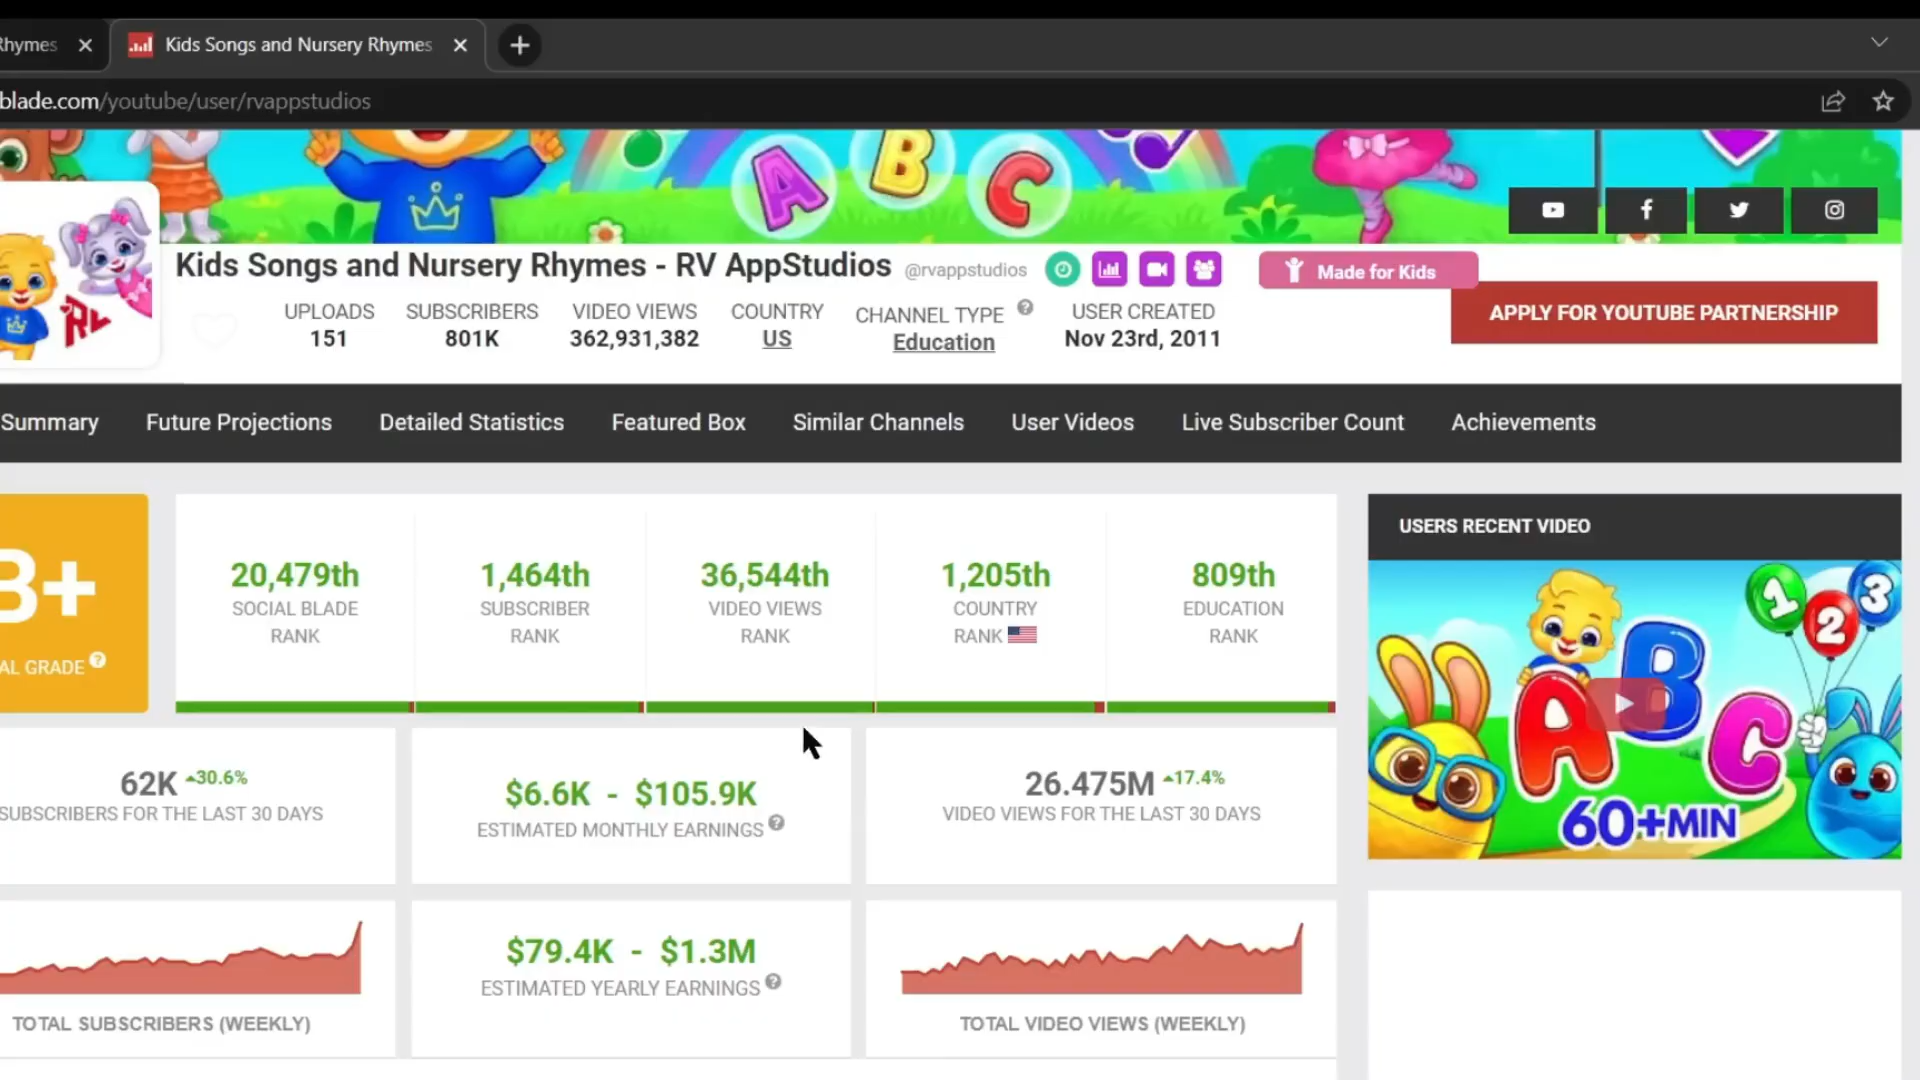 Rhymes
Kids Songs and Nursery Rhymes
blade.com/youtube/user/rvappstudios
A B C
RV
Kids Songs and Nursery Rhymes - RV AppStudios @rvappstudios
Made for Kids
UPLOADS
151
SUBSCRIBERS
801K
VIDEO VIEWS
362,931,382
COUNTRY
US
CHANNEL TYPE
Education
USER CREATED
Nov 23rd, 2011
APPLY FOR YOUTUBE PARTNERSHIP
Summary Future Projections Detailed Statistics Featured Box Similar Channels User Videos Live Subscriber Count Achievements
B+
AL GRADE
20,479th
SOCIAL BLADE
RANK
1,464th
SUBSCRIBER
RANK
36,544th
VIDEO VIEWS
RANK
1,205th
COUNTRY
RANK
809th
EDUCATION
RANK
USERS RECENT VIDEO
1 2 3
A B C
60+MIN
62K 30.6%
SUBSCRIBERS FOR THE LAST 30 DAYS
$6.6K - $105.9K
ESTIMATED MONTHLY EARNINGS
26.475M 17.4%
VIDEO VIEWS FOR THE LAST 30 DAYS
TOTAL SUBSCRIBERS (WEEKLY)
$79.4K - $1.3M
ESTIMATED YEARLY EARNINGS
TOTAL VIDEO VIEWS (WEEKLY)